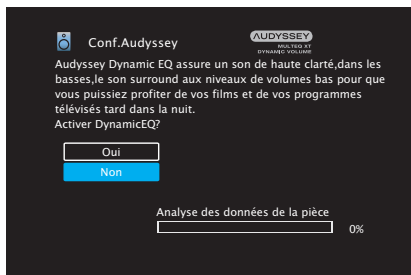 Conf.Audyssey
AUDYSSEY
MULTEQ XT
DYNAMIC VOLUME
Audyssey Dynamic EQ assure un son de haute clarté,dans les
basses,le son surround aux niveaux de volumes bas pour que
vous puissiez profiter de vos films et de vos programmes
télévisés tard dans la nuit.
Activer DynamicEQ?
Oui
Non
Analyse des données de la pièce
0%